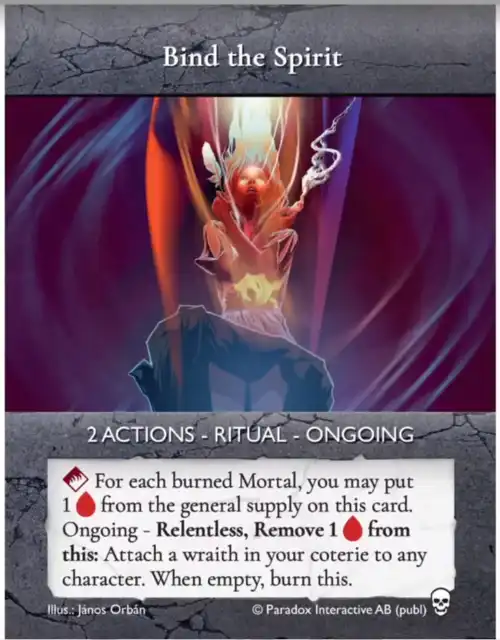 Bind the Spirit
2 ACTIONS - RITUAL - ONGOING
For each burned Mortal, you may put
1 from the general supply on this card.
Ongoing - Relentless, Remove 1 from
this: Attach a wraith in your coterie to any
character. When empty, burn this.
Illus.: János Orbán
© Paradox Interactive AB (publ)